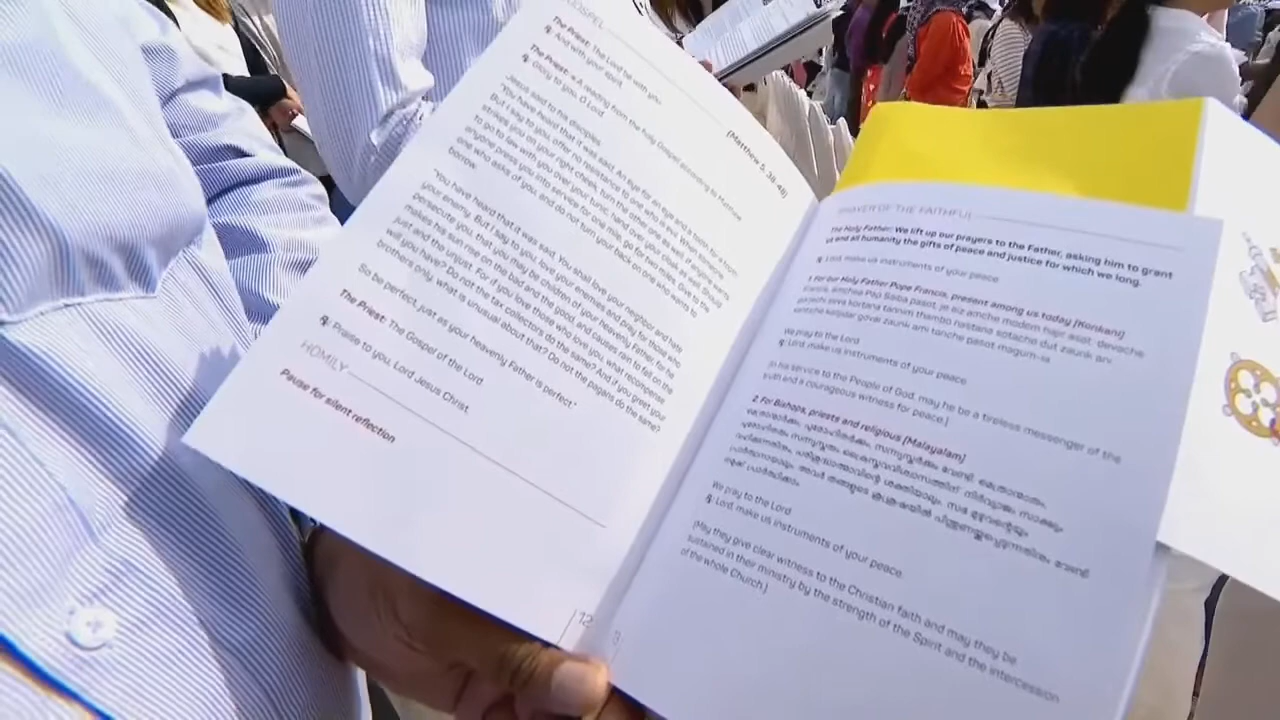 GOSPEL
[Matthew 5, 38-48]
The Priest: The Lord be with you.
℟. And with your spirit.
The Priest: A reading from the holy Gospel according to Matthew
℟. Glory to you, O Lord.
Jesus said to his disciples:
"You have heard that it was said, An eye for an eye and a tooth for a tooth.
But I say to you, offer no resistance to one who is evil. When someone
strikes you on your right cheek, turn the other one as well. If anyone wants
to go to law with you over your tunic, hand over your cloak as well. Should
anyone press you into service for one mile, go for two miles. Give to the
one who asks of you, and do not turn your back on one who wants to
borrow.
"You have heard that it was said, You shall love your neighbor and hate
your enemy. But I say to you, love your enemies and pray for those who
persecute you, that you may be children of your heavenly Father, for he
makes his sun rise on the bad and the good, and causes rain to fall on the
just and the unjust. For if you love those who love you, what recompense
will you have? Do not the tax collectors do the same? And if you greet your
brothers only, what is unusual about that? Do not the pagans do the same?
So be perfect, just as your heavenly Father is perfect."
The Priest: The Gospel of the Lord
℟. Praise to you, Lord Jesus Christ.
HOMILY
Pause for silent reflection
12
PRAYER OF THE FAITHFUL
The Holy Father: We lift up our prayers to the Father, asking him to grant
us and all humanity the gifts of peace and justice for which we long.
℟. Lord, make us instruments of your peace.
1. For our Holy Father Pope Francis, present among us today [Konkani]
We pray to the Lord
℟. Lord, make us instruments of your peace.
[In his service to the People of God, may he be a tireless messenger of the
truth and a courageous witness for peace.]
2. For Bishops, priests and religious [Malayalam]
We pray to the Lord
℟. Lord, make us instruments of your peace.
[May they give clear witness to the Christian faith and may they be
sustained in their ministry by the strength of the Spirit and the intercession
of the whole Church.]